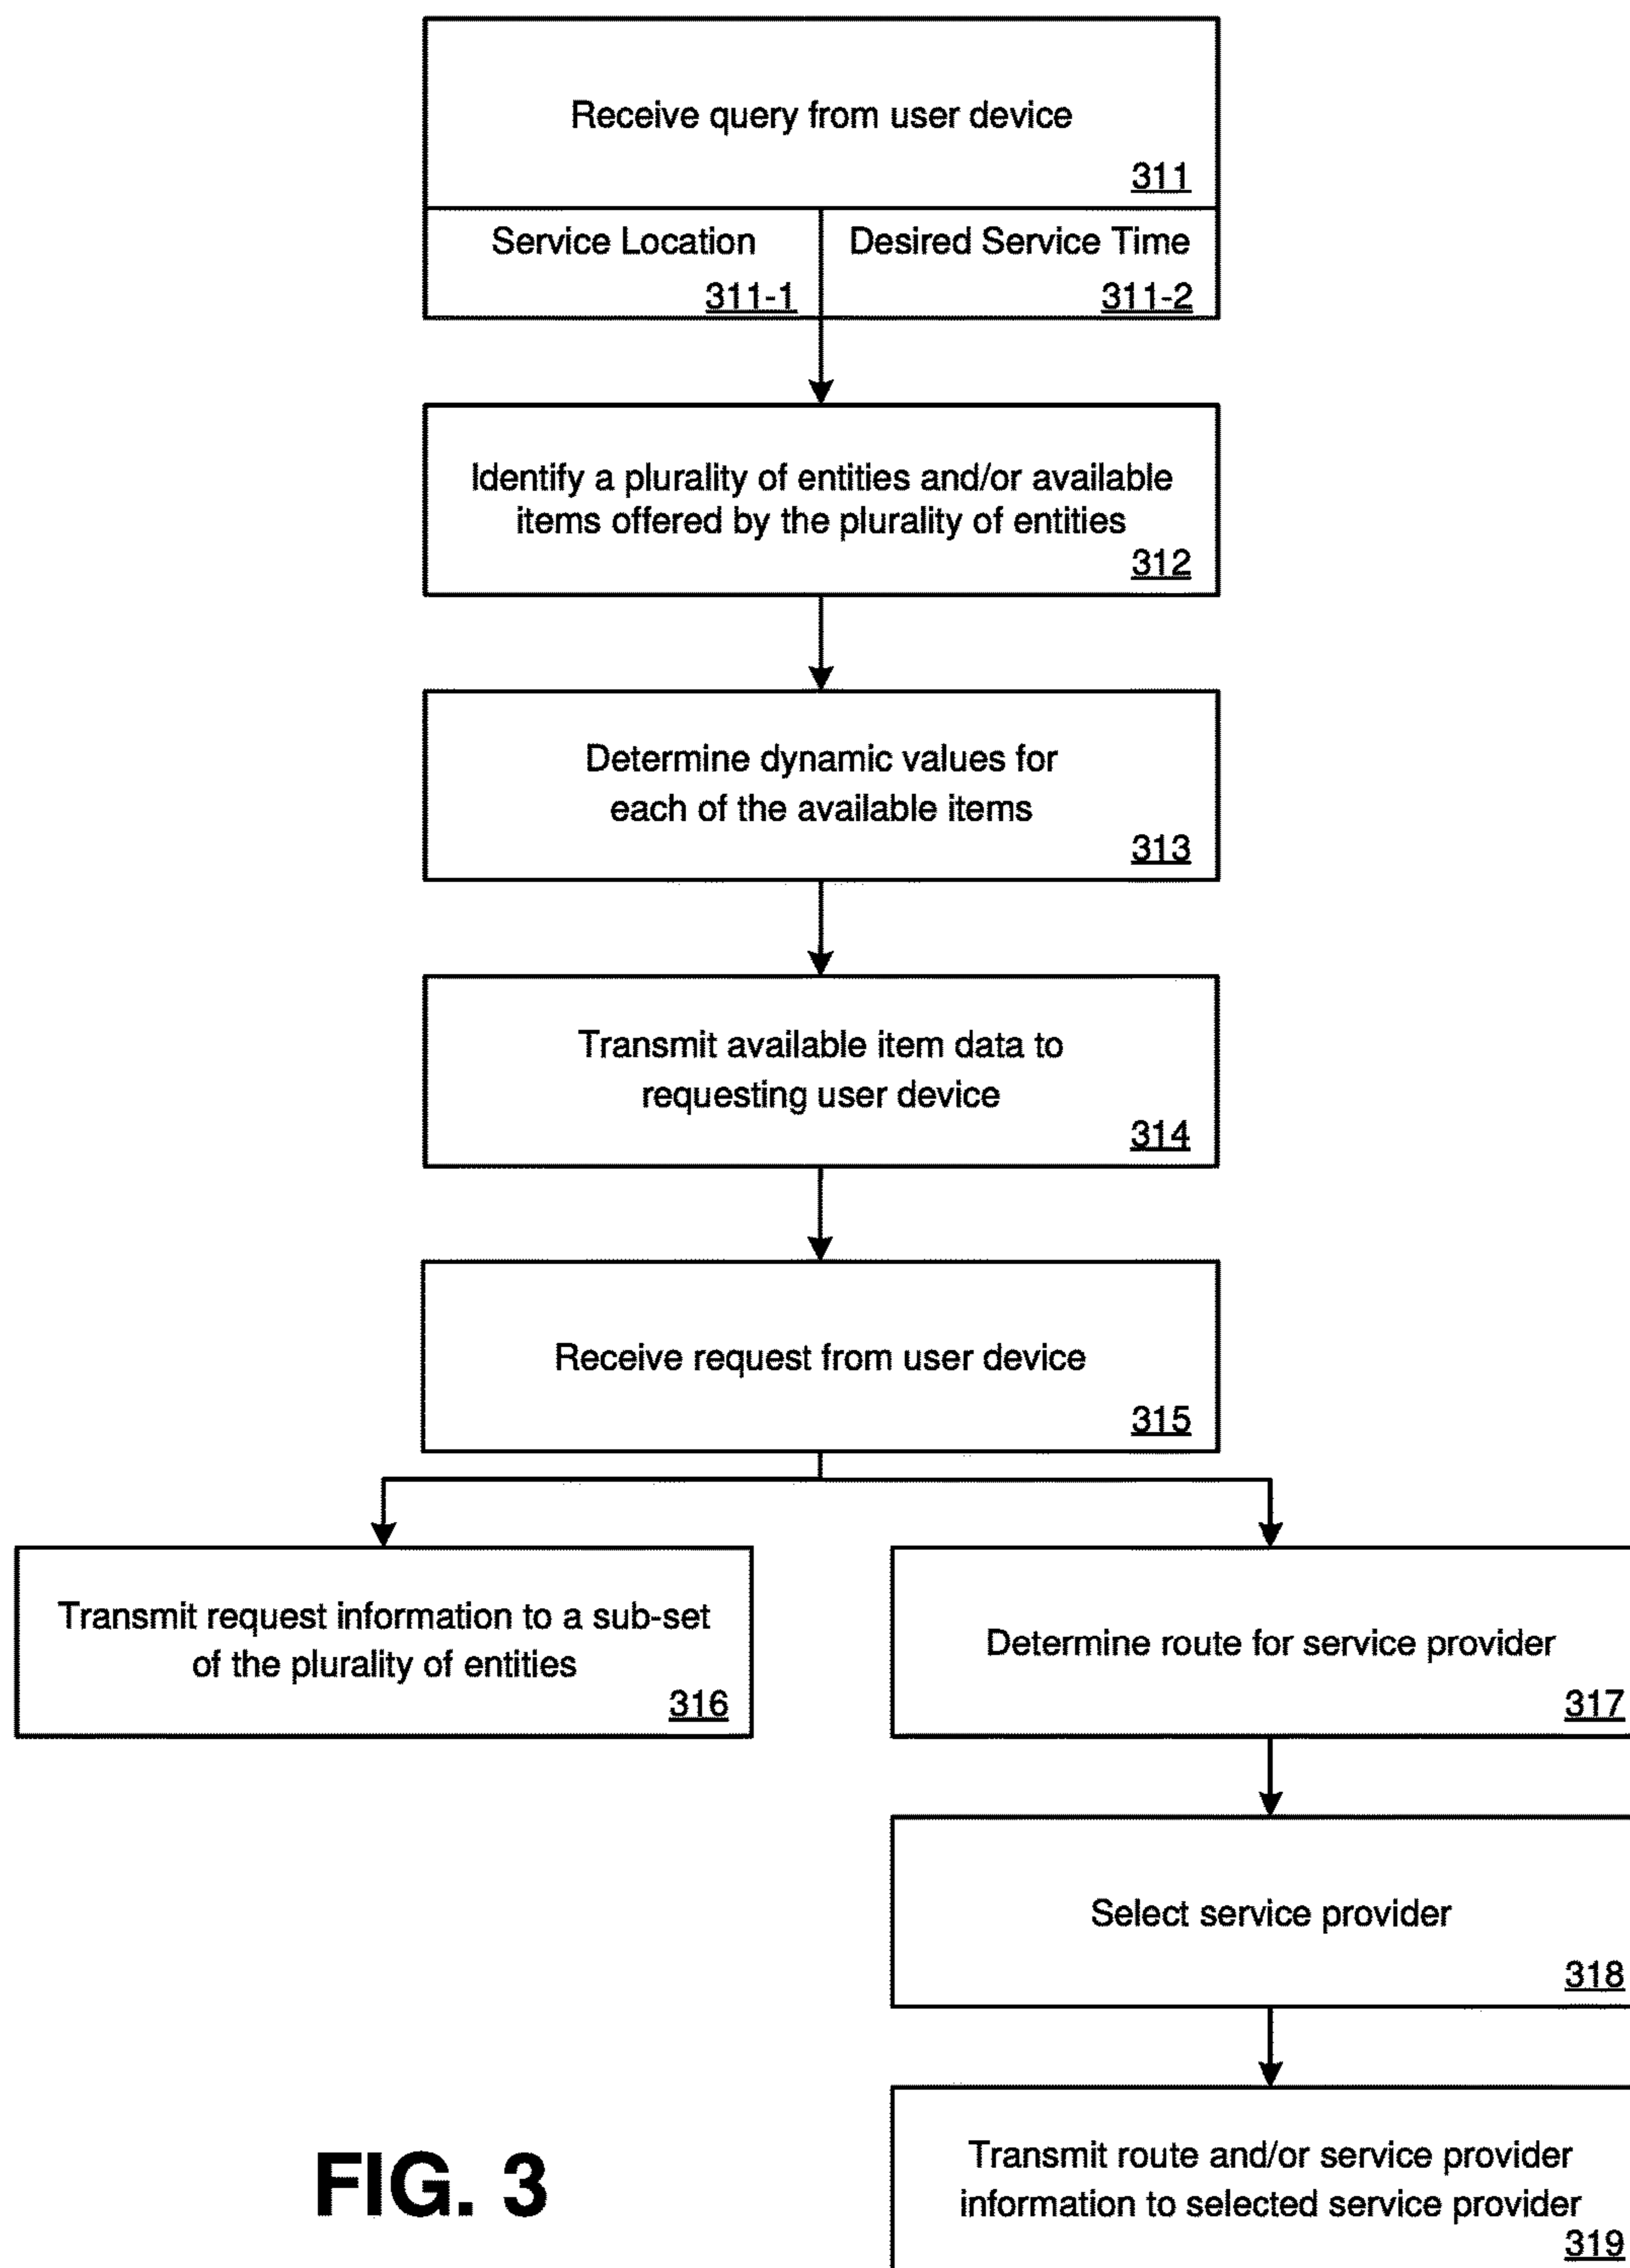 Receive query from user device
311
Service Location
311-1
Desired Service Time
311-2
Identify a plurality of entities and/or available
items offered by the plurality of entities
312
Determine dynamic values for
each of the available items
313
Transmit available item data to
requesting user device
314
Receive request from user device
315
Transmit request information to a sub-set
of the plurality of entities
316
Determine route for service provider
317
Select service provider
318
Transmit route and/or service provider
information to selected service provider
319
FIG. 3